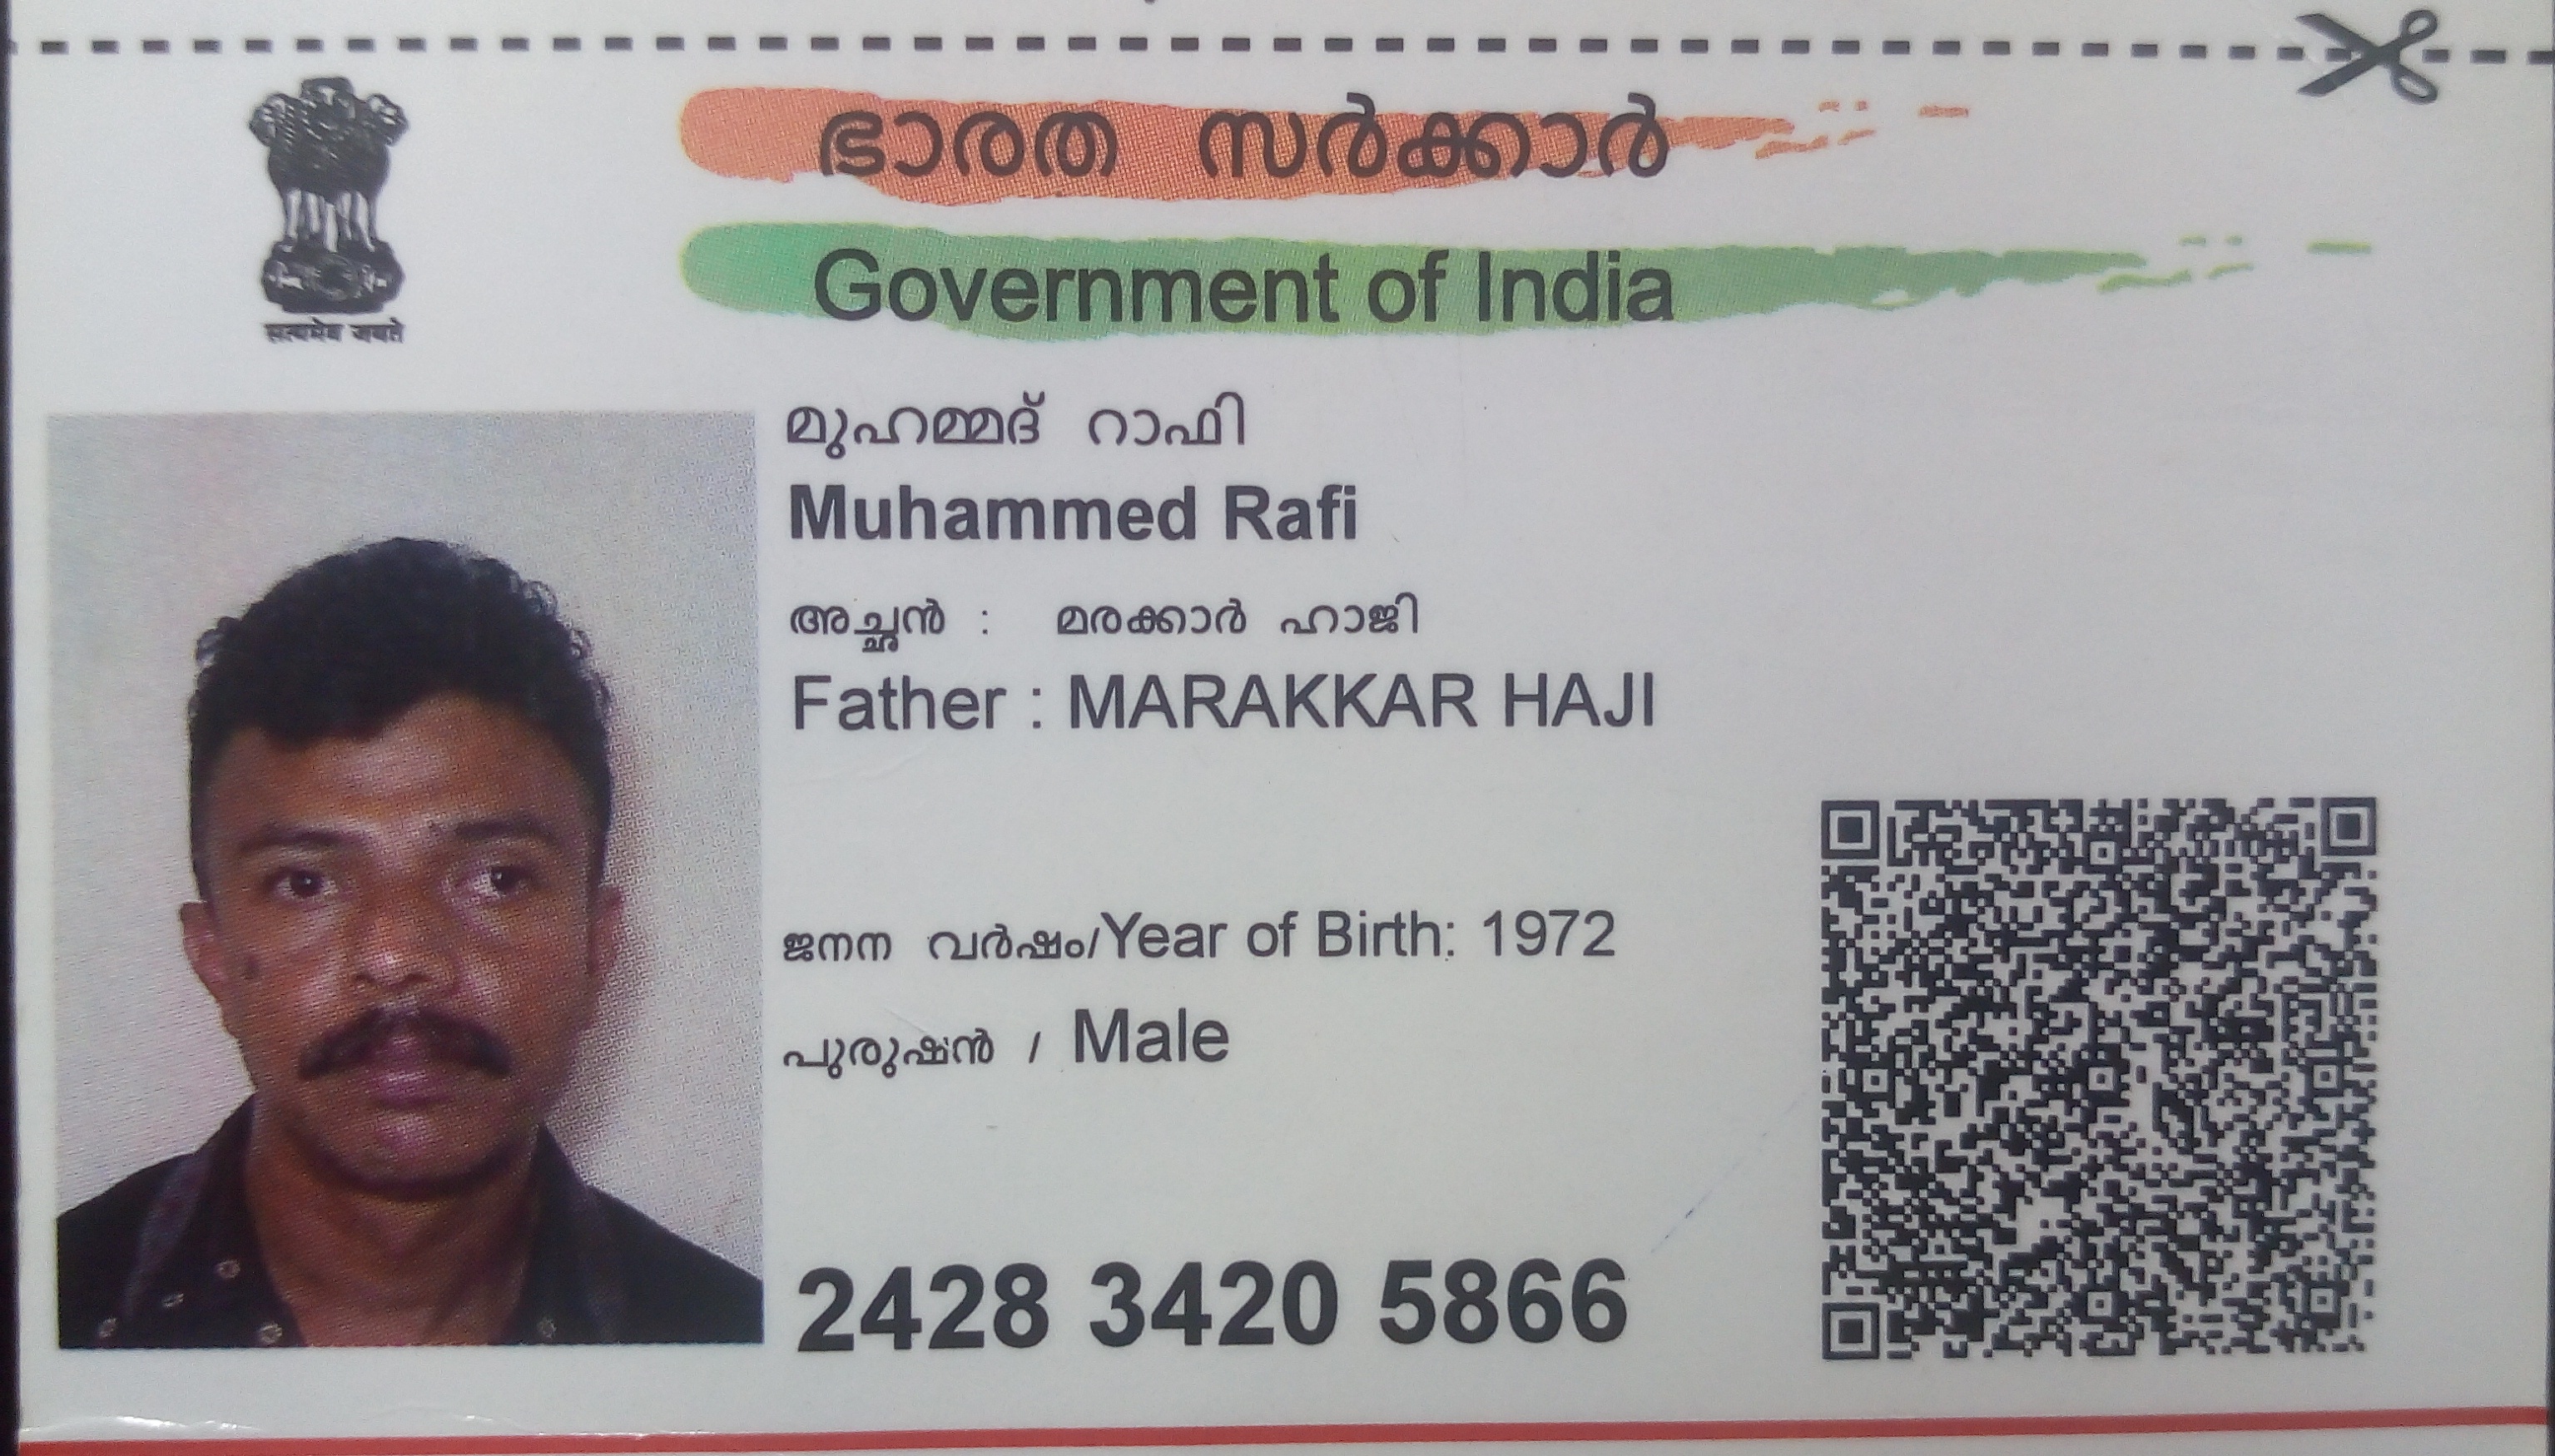 सत्यमेव जयते
ഭാരത സർക്കാർ
Government of India
മുഹമ്മദ് റാഫി
Muhammed Rafi
അച്ഛൻ : മരക്കാർ ഹാജി
Father : MARAKKAR HAJI
ജനന വർഷം/Year of Birth: 1972
പുരുഷൻ / Male
2428 3420 5866